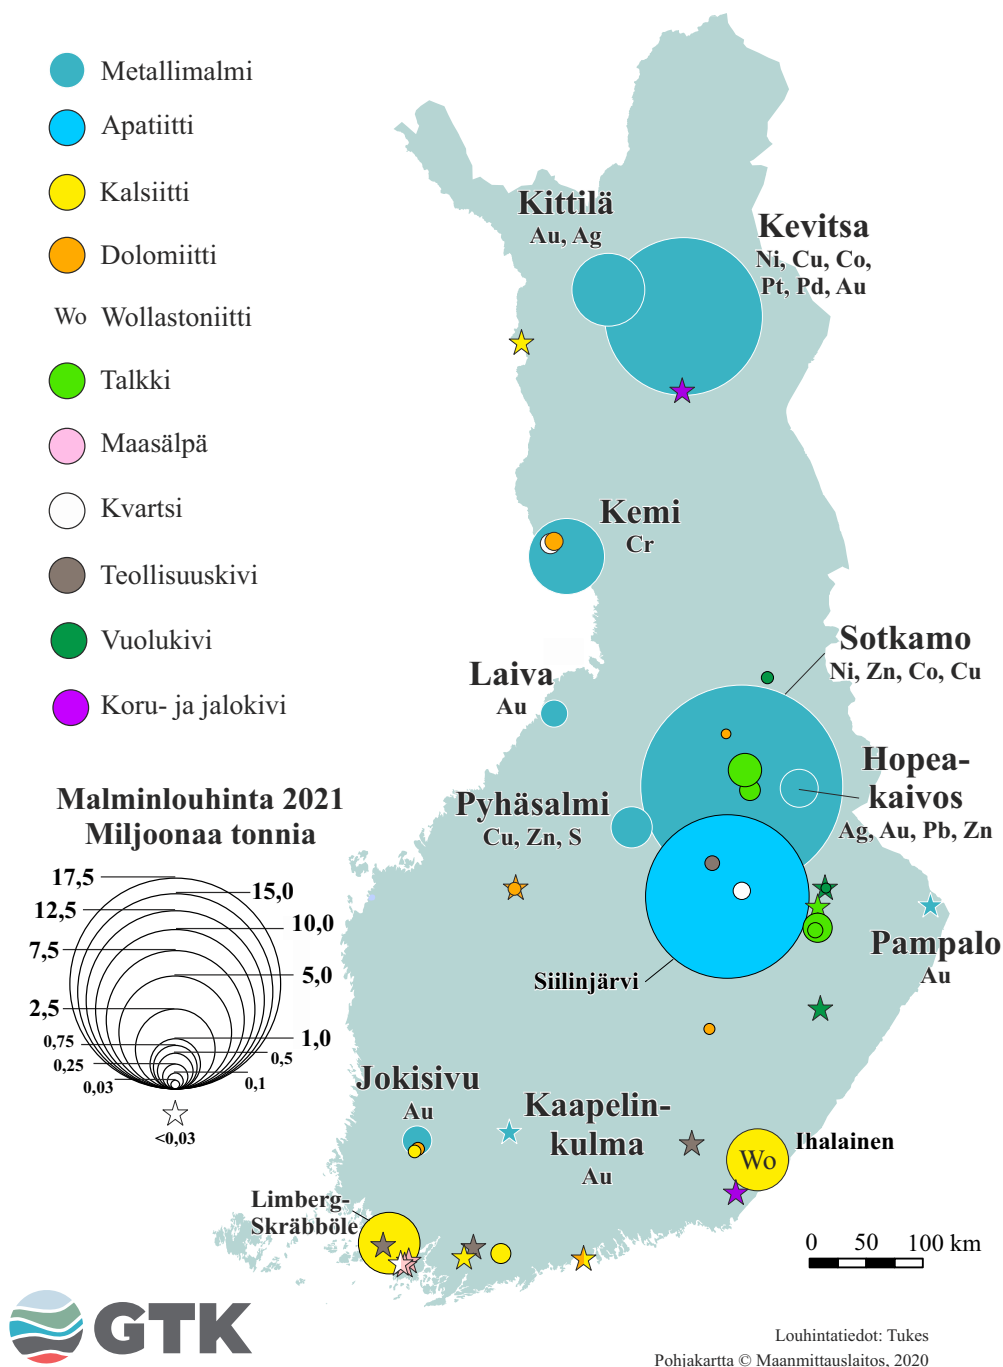 Metallimalmi
Apatiitti
Kalsiitti
Dolomiitti
Wo Wollastoniitti
Talkki
Maasälpä
Kvartsi
Teollisuuskivi
Vuolukivi
Koru- ja jalokivi
Kittilä
Au, Ag
Kevitsa
Ni, Cu, Co,
Pt, Pd, Au
Kemi
Cr
Sotkamo
Ni, Zn, Co, Cu
Laiva
Au
Hopea-
kaivos
Ag, Au, Pb, Zn
Pyhäsalmi
Cu, Zn, S
Malminlouhinta 2021
Miljoonaa tonnia
17,5
15,0
12,5
10,0
7,5
5,0
2,5
1,0
0,75
0,5
0,25
0,1
0,03
<0,03
Pampalo
Au
Siilinjärvi
Jokisivu
Au
Kaapelin-
kulma
Au
Ihalainen
Wo
Limberg-
Skräbböle
0 50 100 km
GTK
Louhintatiedot: Tukes
Pohjakartta © Maanmittauslaitos, 2020